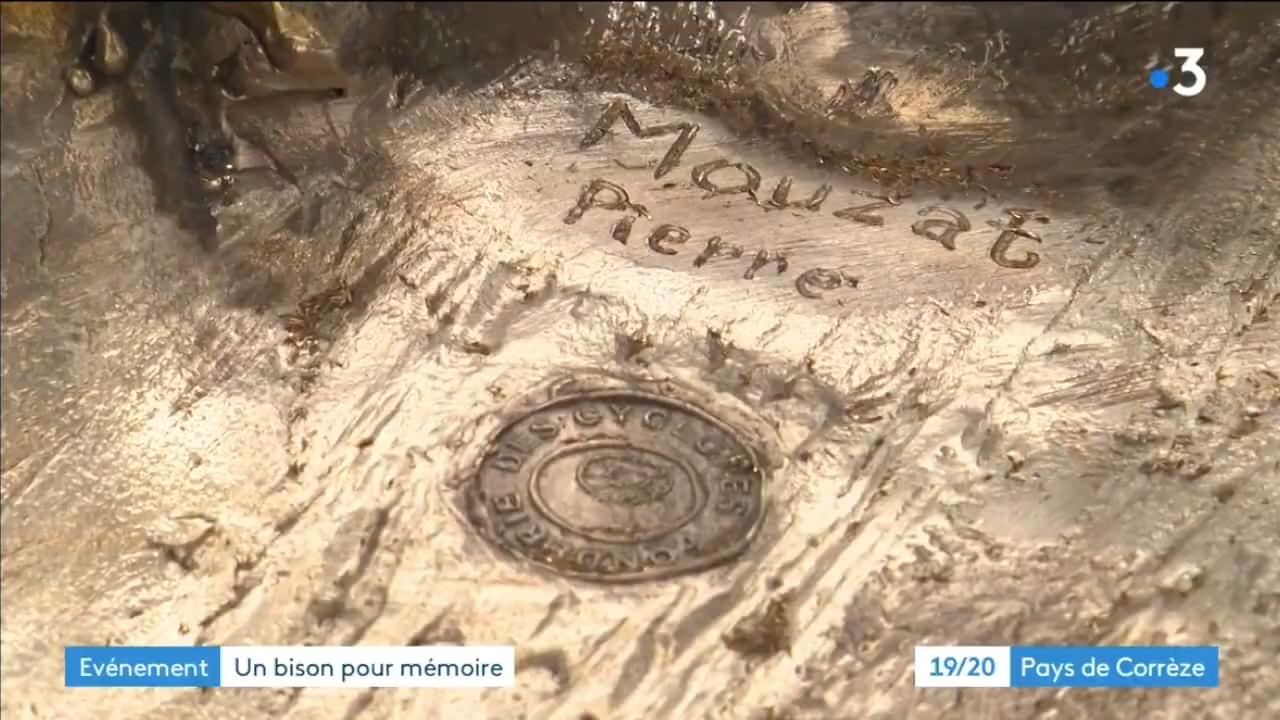 3
Mouzat
Pierre
FONDERIE DES CYCLOPES
Evénement
Un bison pour mémoire
19/20
Pays de Corrèze